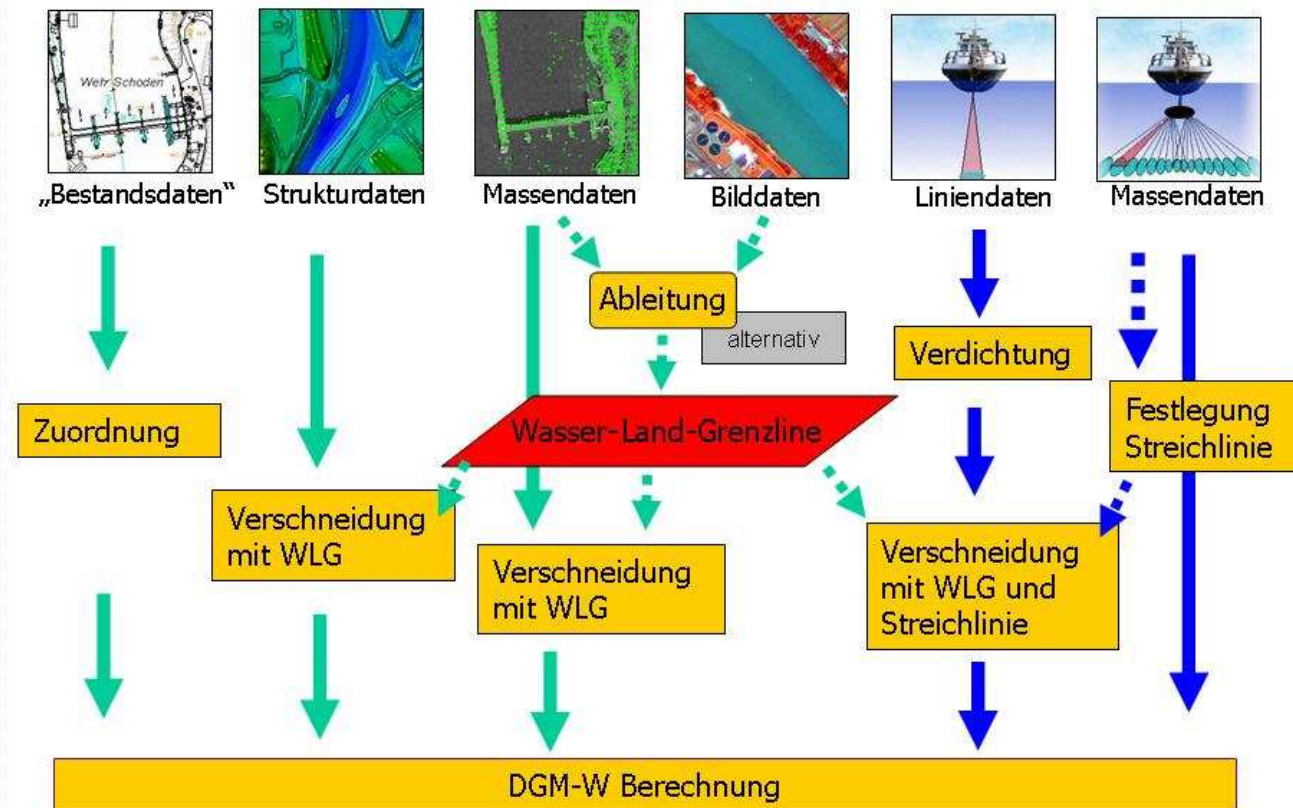 Wehr Schoden
„Bestandsdaten“
Strukturdaten
Massendaten
Bilddaten
Liniendaten
Massendaten
Ableitung
alternativ
Verdichtung
Zuordnung
Wasser-Land-Grenzline
Festlegung
Streichlinie
Verschneidung
mit WLG
Verschneidung
mit WLG
Verschneidung
mit WLG und
Streichlinie
DGM-W Berechnung